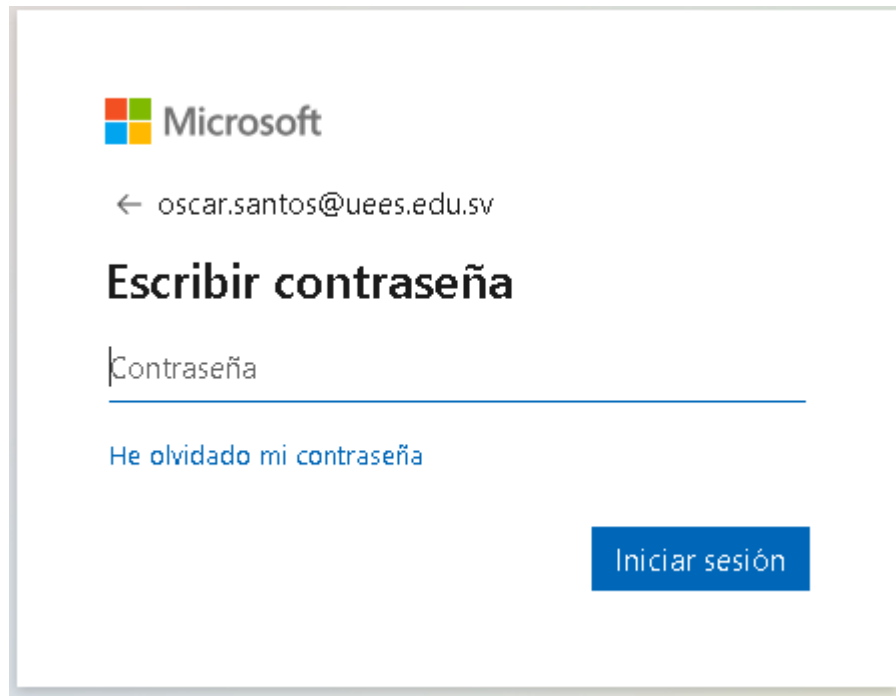 Microsoft
← oscar.santos@uees.edu.sv
Escribir contraseña
Contraseña
He olvidado mi contraseña
Iniciar sesión